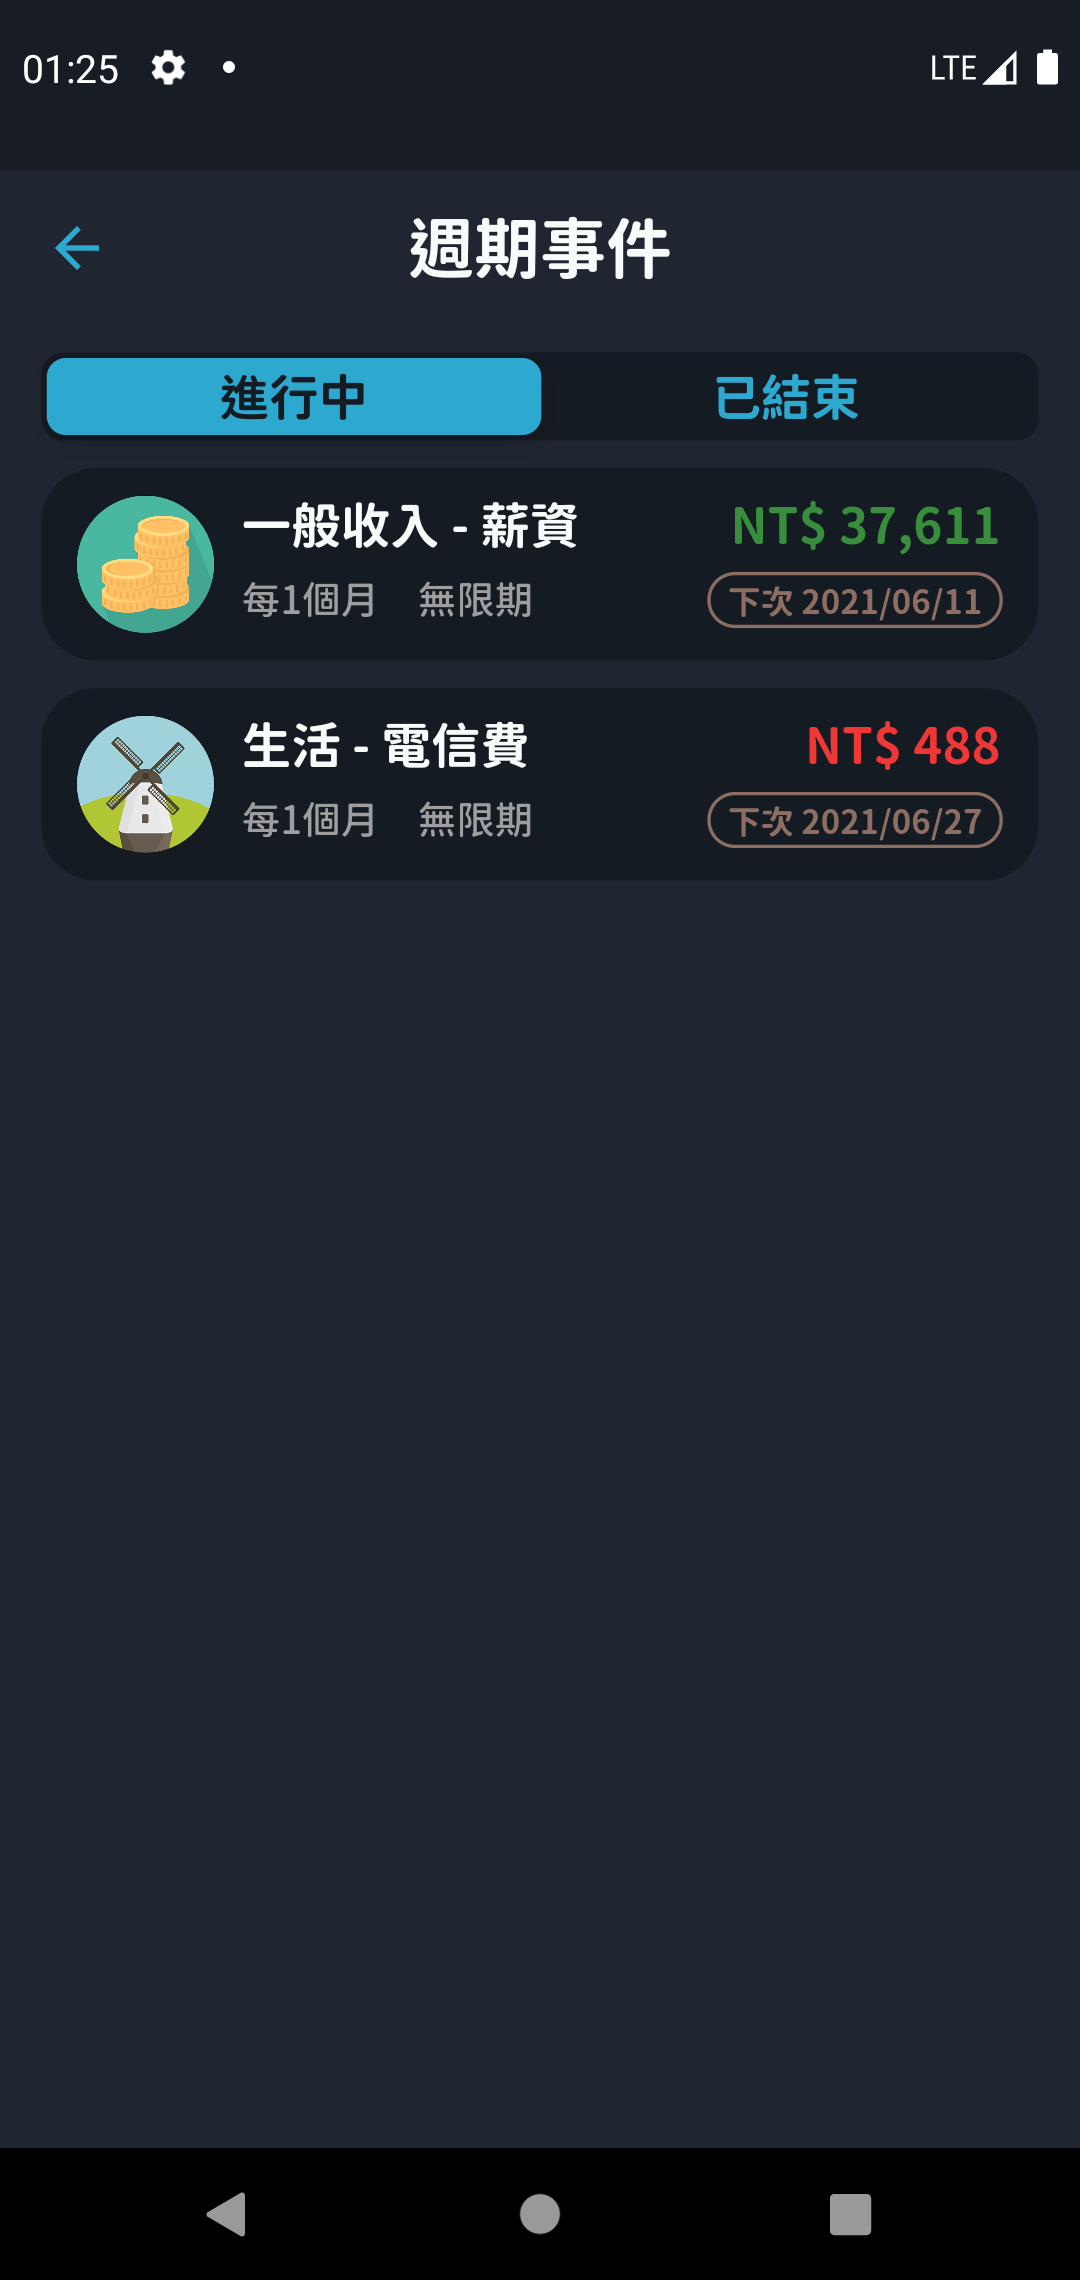 01:25 LTE
週期事件
進行中 已結束
一般收入 - 薪資 NT$ 37,611
每1個月 無限期 下次 2021/06/11
生活 - 電信費 NT$ 488
每1個月 無限期 下次 2021/06/27